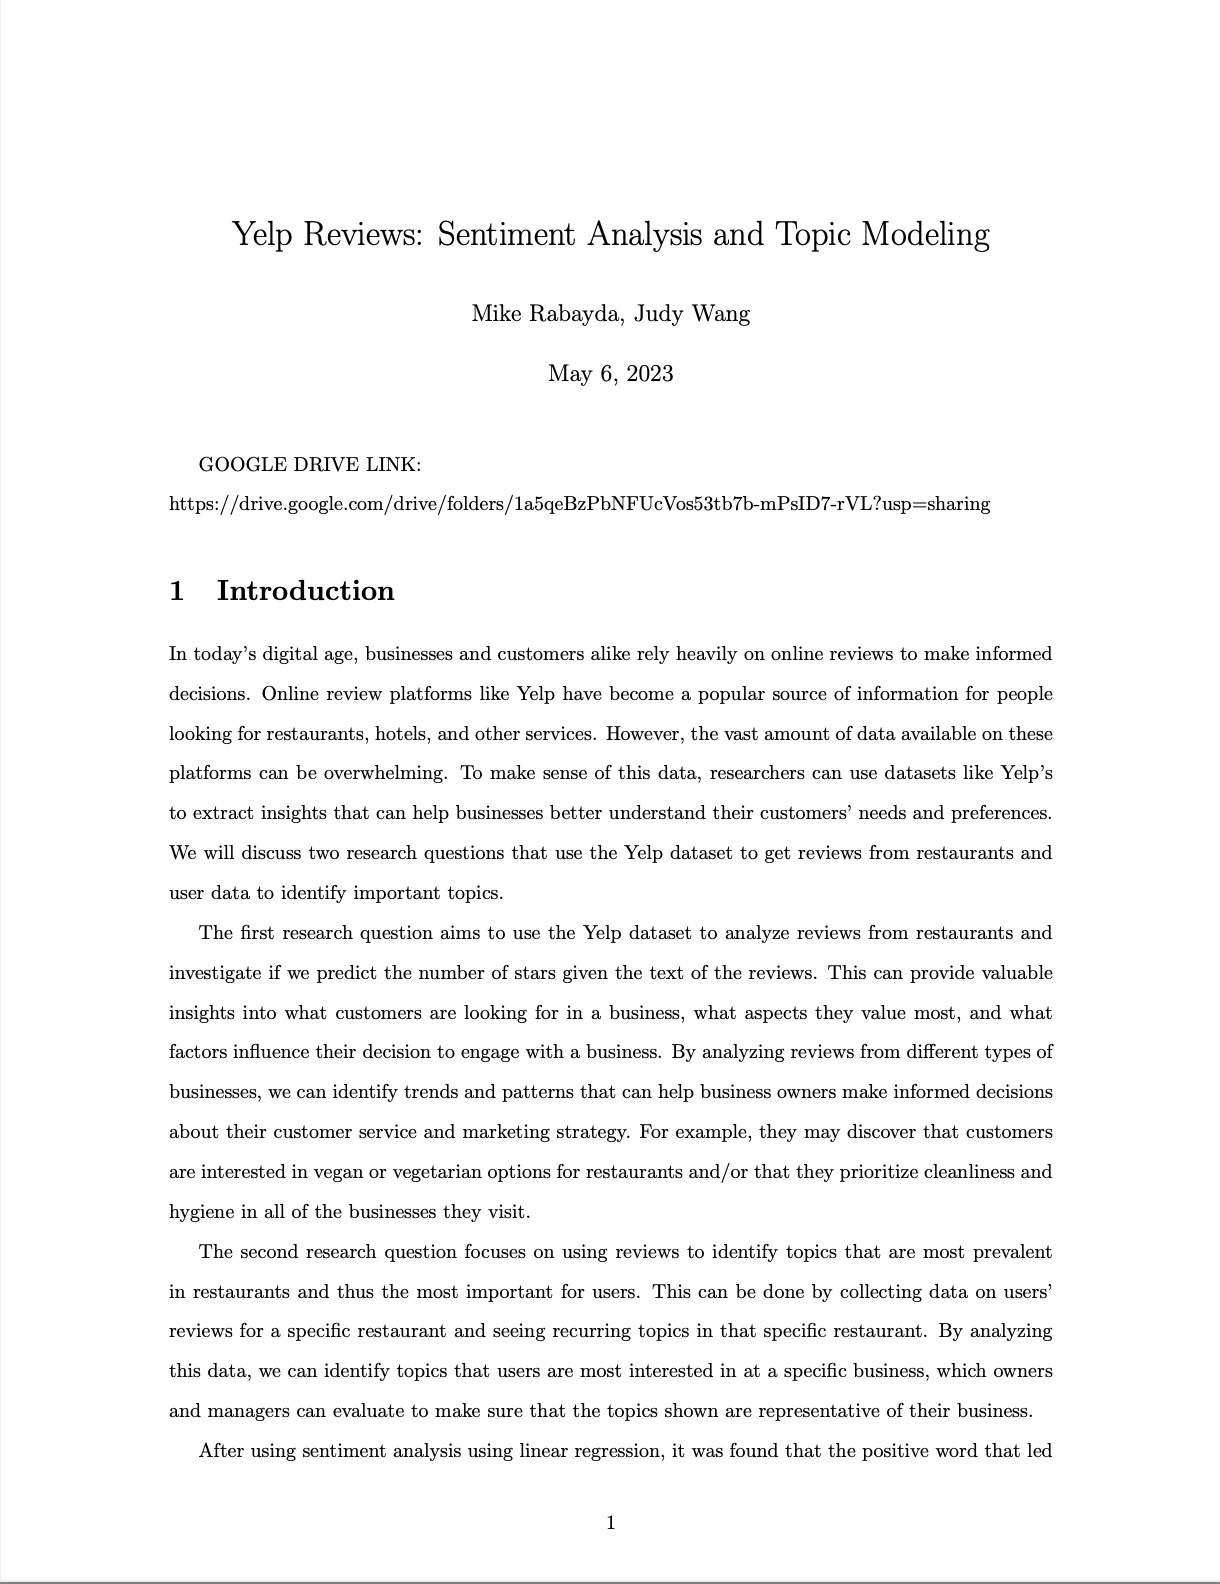 Yelp Reviews: Sentiment Analysis and Topic Modeling
Mike Rabayda, Judy Wang
May 6, 2023
GOOGLE DRIVE LINK:
https://drive.google.com/drive/folders/1a5qeBzPbNFUcVos53tb7b-mPsID7-rVL?usp=sharing
1 Introduction
In today's digital age, businesses and customers alike rely heavily on online reviews to make informed
decisions. Online review platforms like Yelp have become a popular source of information for people
looking for restaurants, hotels, and other services. However, the vast amount of data available on these
platforms can be overwhelming. To make sense of this data, researchers can use datasets like Yelp's
to extract insights that can help businesses better understand their customers' needs and preferences.
We will discuss two research questions that use the Yelp dataset to get reviews from restaurants and
user data to identify important topics.
The first research question aims to use the Yelp dataset to analyze reviews from restaurants and
investigate if we predict the number of stars given the text of the reviews. This can provide valuable
insights into what customers are looking for in a business, what aspects they value most, and what
factors influence their decision to engage with a business. By analyzing reviews from different types of
businesses, we can identify trends and patterns that can help business owners make informed decisions
about their customer service and marketing strategy. For example, they may discover that customers
are interested in vegan or vegetarian options for restaurants and/or that they prioritize cleanliness and
hygiene in all of the businesses they visit.
The second research question focuses on using reviews to identify topics that are most prevalent
in restaurants and thus the most important for users. This can be done by collecting data on users'
reviews for a specific restaurant and seeing recurring topics in that specific restaurant. By analyzing
this data, we can identify topics that users are most interested in at a specific business, which owners
and managers can evaluate to make sure that the topics shown are representative of their business.
After using sentiment analysis using linear regression, it was found that the positive word that led
1